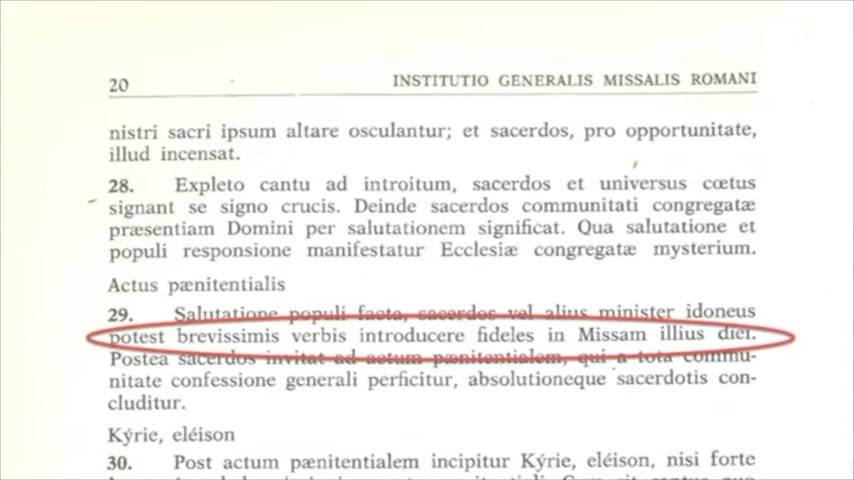 20 INSTITUTIO GENERALIS MISSALIS ROMANI
nistri sacri ipsum altare osculantur; et sacerdos, pro opportunitate,
illud incensat.
28. Expleto cantu ad introitum, sacerdos et universus cœtus
signant se signo crucis. Deinde sacerdos communitati congregatæ
præsentiam Domini per salutationem significat. Qua salutatione et
populi responsione manifestatur Ecclesiæ congregatæ mysterium.
Actus pænitentialis
29. Salutatione populi facta, sacerdos vel alius minister idoneus
potest brevissimis verbis introducere fideles in Missam illius diei.
Postea sacerdos invitat ad actum pænitentialem, qui a tota commu-
nitate confessione generali perficitur, absolutioneque sacerdotis con-
cluditur.
Kýrie, eléison
30. Post actum pænitentialem incipitur Kýrie, eléison, nisi forte